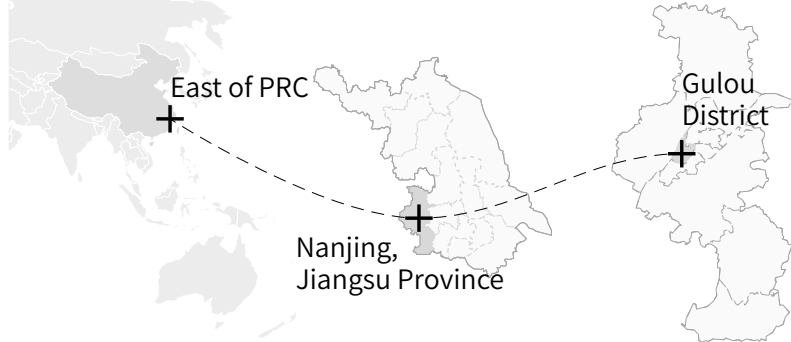 East of PRC
Nanjing,
Jiangsu Province
Gulou
District